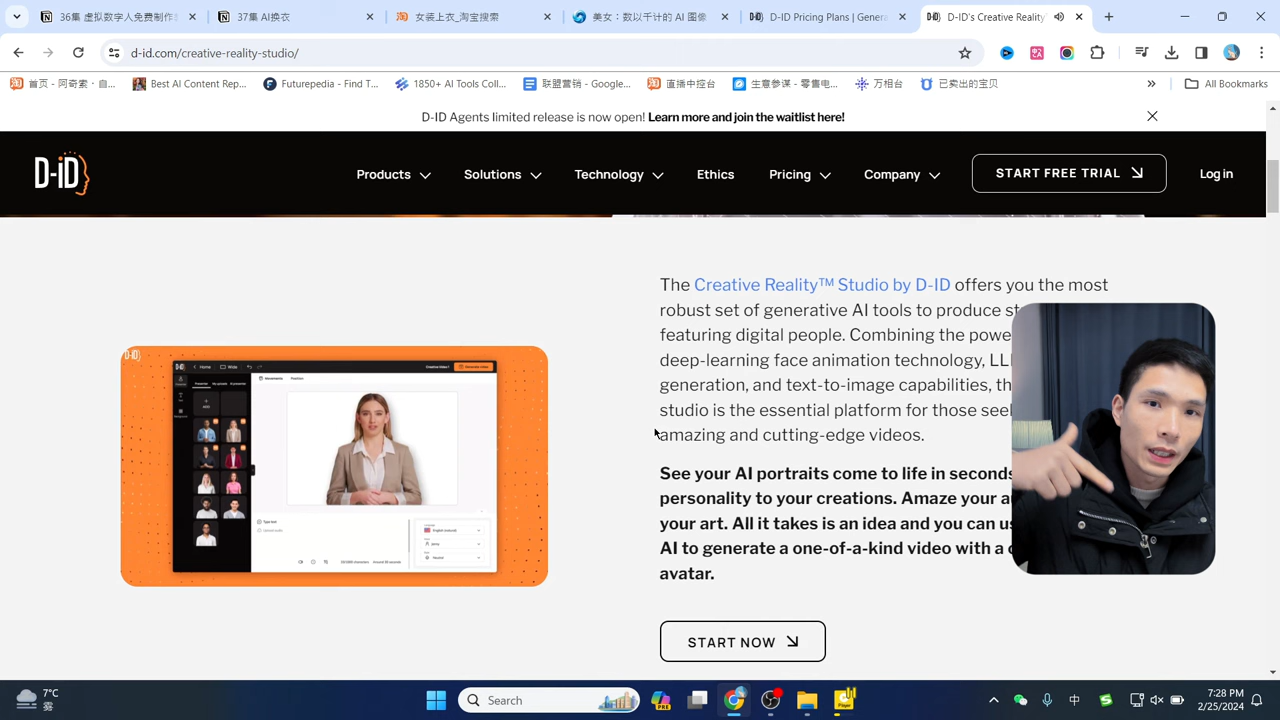 36集 虚拟数字人免费制作
37集 AI换衣
女装上衣_淘宝搜索
美女：数以千计的 AI 图像
D-ID Pricing Plans | Gener
D-ID's Creative Reality
d-id.com/creative-reality-studio/
首页 - 阿奇索 · 自...
Best AI Content Rep...
Futurepedia - Find T...
1850+ AI Tools Coll...
联盟营销 - Google...
直播中控台
生意参谋 - 零售电...
万相台
已卖出的宝贝
All Bookmarks
D-ID Agents limited release is now open! Learn more and join the waitlist here!
D-iD
Products
Solutions
Technology
Ethics
Pricing
Company
START FREE TRIAL
Log in
The Creative Reality™ Studio by D-ID offers you the most
robust set of generative AI tools to produce st
featuring digital people. Combining the powe
deep-learning face animation technology, LL
generation, and text-to-image capabilities, th
studio is the essential platform for those see
amazing and cutting-edge videos.
See your AI portraits come to life in seconds
personality to your creations. Amaze your a
your art. All it takes is an idea and you can u
AI to generate a one-of-a-kind video with a c
avatar.
START NOW
D-iD
Home
Wide
7°C
雾
Search
中
7:28 PM
2/25/2024